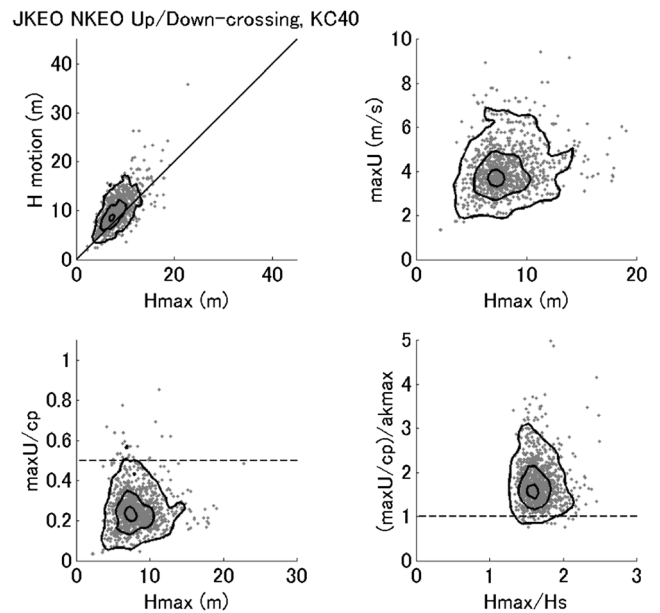 JKEO NKEO Up/Down-crossing, KC40
H motion (m)
40
30
20
10
0
0 20 40
Hmax (m)
maxU (m/s)
10
8
6
4
2
0
0 10 20
Hmax (m)
maxU/cp
1
0.8
0.6
0.4
0.2
0
0 10 20 30
Hmax (m)
(maxU/cp)/akmax
5
4
3
2
1
0
0 1 2 3
Hmax/Hs